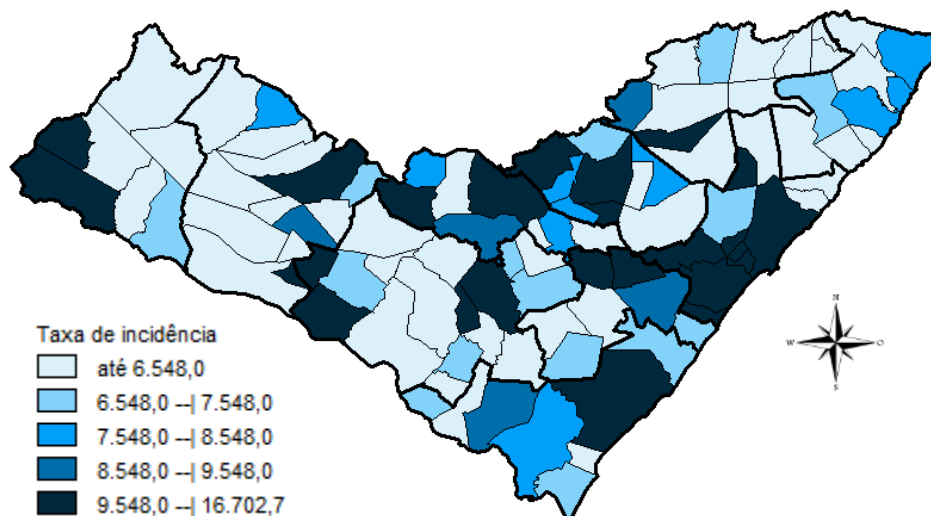 Taxa de incidência
até 6.548,0
6.548,0 --| 7.548,0
7.548,0 --| 8.548,0
8.548,0 --| 9.548,0
9.548,0 --| 16.702,7
N
W O
S